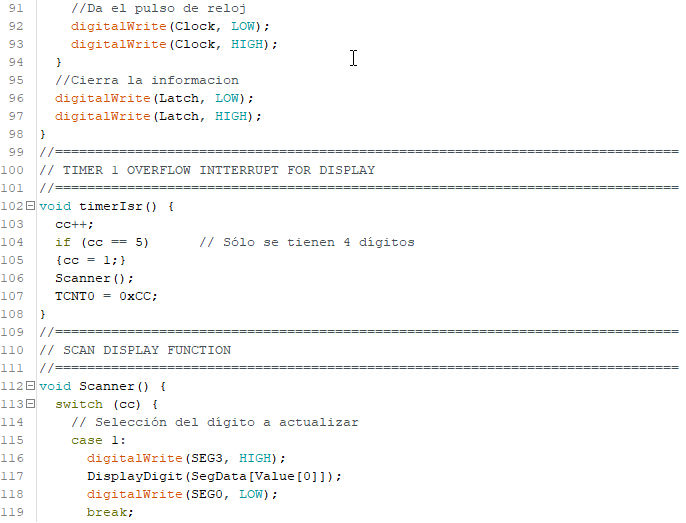 91 //Da el pulso de reloj
92 digitalWrite(Clock, LOW);
93 digitalWrite(Clock, HIGH);
94 }
95 //Cierra la informacion
96 digitalWrite(Latch, LOW);
97 digitalWrite(Latch, HIGH);
98 }
99 //==============================================================================
100 // TIMER 1 OVERFLOW INTTERRUPT FOR DISPLAY
101 //==============================================================================
102 void timerIsr() {
103 cc++;
104 if (cc == 5) // Sólo se tienen 4 dígitos
105 {cc = 1;}
106 Scanner();
107 TCNT0 = 0xCC;
108 }
109 //==============================================================================
110 // SCAN DISPLAY FUNCTION
111 //==============================================================================
112 void Scanner() {
113 switch (cc) {
114 // Selección del dígito a actualizar
115 case 1:
116 digitalWrite(SEG3, HIGH);
117 DisplayDigit(SegData[Value[0]]);
118 digitalWrite(SEG0, LOW);
119 break;